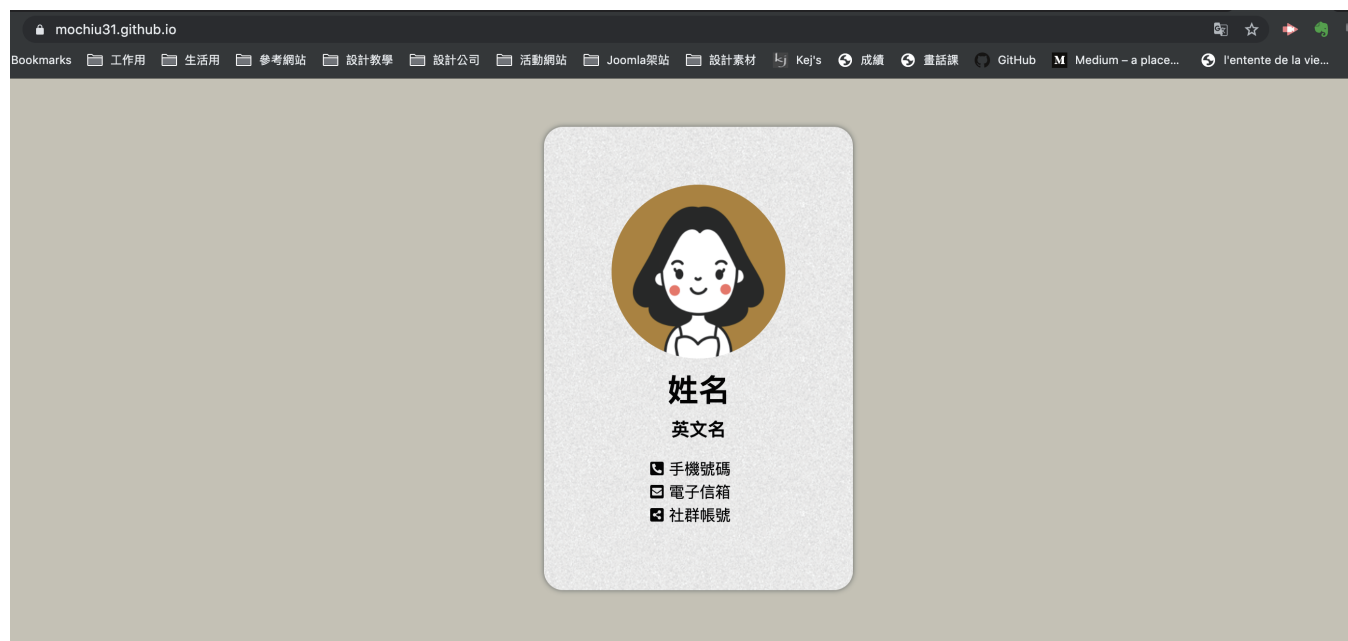 mochiu31.github.io
Bookmarks 工作用 生活用 參考網站 設計教學 設計公司 活動網站 Joomla架站 設計素材 kj Kej's 成績 畫話課 GitHub M Medium – a place... l'entente de la vie...
姓名
英文名
手機號碼
電子信箱
社群帳號